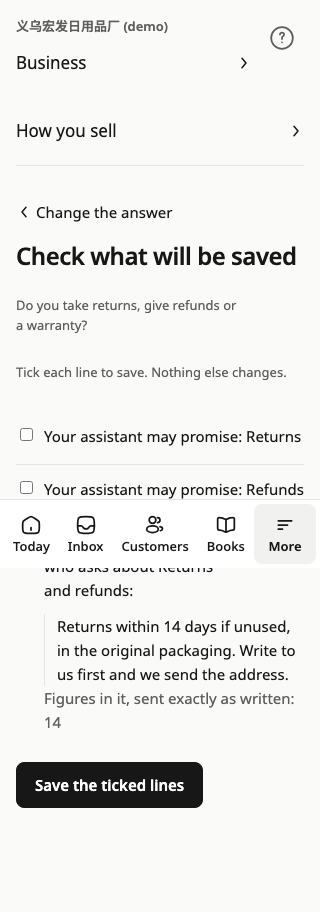 义乌宏发日用品厂 (demo)
Business
How you sell
Change the answer
Check what will be saved
Do you take returns, give refunds or
a warranty?
Tick each line to save. Nothing else changes.
Your assistant may promise: Returns
Your assistant may promise: Refunds
Today
Inbox
Customers
Books
More
who asks about Returns
and refunds:
Returns within 14 days if unused,
in the original packaging. Write to
us first and we send the address.
Figures in it, sent exactly as written:
14
Save the ticked lines